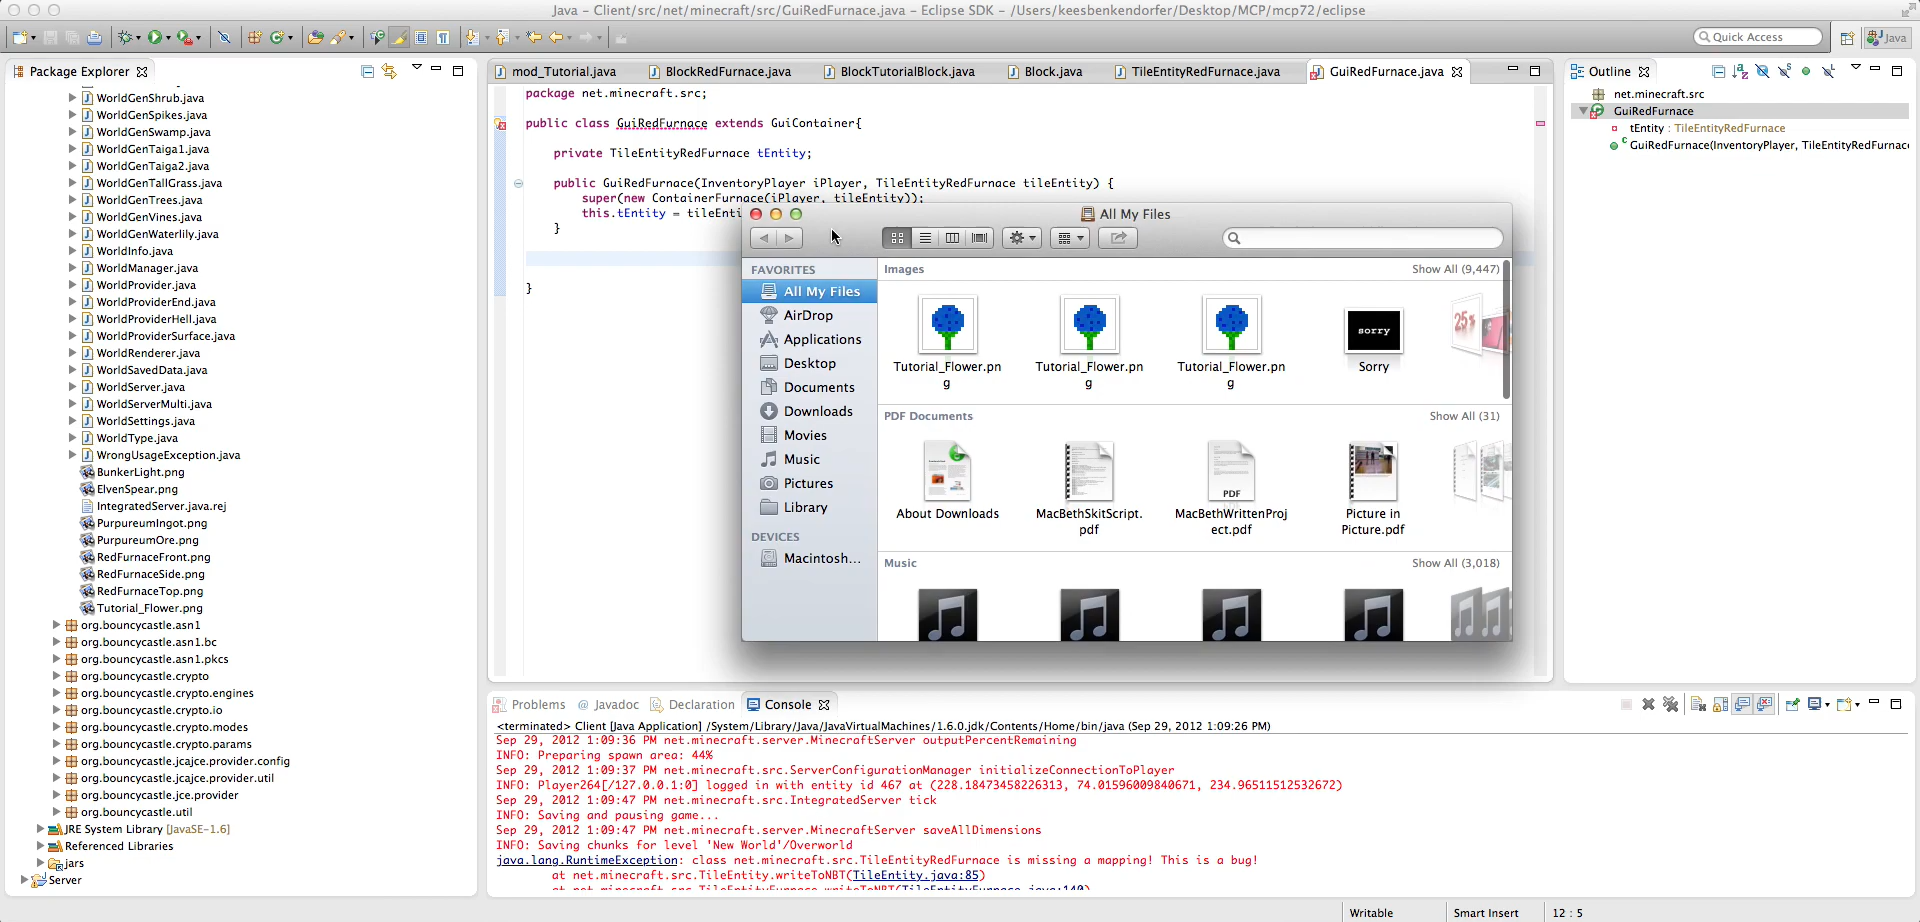 Java – Client/src/net/minecraft/src/GuiRedFurnace.java – Eclipse SDK – /Users/keesbenkendorfer/Desktop/MCP/mcp72/eclipse
Quick Access
Java
Package Explorer
WorldGenShrub.java
WorldGenSpikes.java
WorldGenSwamp.java
WorldGenTaiga1.java
WorldGenTaiga2.java
WorldGenTallGrass.java
WorldGenTrees.java
WorldGenVines.java
WorldGenWaterlily.java
WorldInfo.java
WorldManager.java
WorldProvider.java
WorldProviderEnd.java
WorldProviderHell.java
WorldProviderSurface.java
WorldRenderer.java
WorldSavedData.java
WorldServer.java
WorldServerMulti.java
WorldSettings.java
WorldType.java
WrongUsageException.java
BunkerLight.png
ElvenSpear.png
IntegratedServer.java.rej
PurpureumIngot.png
PurpureumOre.png
RedFurnaceFront.png
RedFurnaceSide.png
RedFurnaceTop.png
Tutorial_Flower.png
org.bouncycastle.asn1
org.bouncycastle.asn1.bc
org.bouncycastle.asn1.pkcs
org.bouncycastle.crypto
org.bouncycastle.crypto.engines
org.bouncycastle.crypto.io
org.bouncycastle.crypto.modes
org.bouncycastle.crypto.params
org.bouncycastle.jcajce.provider.config
org.bouncycastle.jcajce.provider.util
org.bouncycastle.jce.provider
org.bouncycastle.util
JRE System Library [JavaSE-1.6]
Referenced Libraries
jars
Server
mod_Tutorial.java BlockRedFurnace.java BlockTutorialBlock.java Block.java TileEntityRedFurnace.java GuiRedFurnace.java
package net.minecraft.src;
public class GuiRedFurnace extends GuiContainer{
private TileEntityRedFurnace tEntity;
public GuiRedFurnace(InventoryPlayer iPlayer, TileEntityRedFurnace tileEntity) {
super(new ContainerFurnace(iPlayer, tileEntity));
this.tEntity = tileEnti
}
}
All My Files
FAVORITES
All My Files
AirDrop
Applications
Desktop
Documents
Downloads
Movies
Music
Pictures
Library
DEVICES
Macintosh...
Images Show All (9,447)
sorry
25%
Tutorial_Flower.png
Tutorial_Flower.png
Tutorial_Flower.png
Sorry
PDF Documents Show All (31)
PDF
About Downloads
MacBethSkitScript.pdf
MacBethWrittenProject.pdf
Picture in Picture.pdf
Music Show All (3,018)
Outline
net.minecraft.src
GuiRedFurnace
tEntity : TileEntityRedFurnace
GuiRedFurnace(InventoryPlayer, TileEntityRedFurnace
Problems @ Javadoc Declaration Console
<terminated> Client [Java Application] /System/Library/Java/JavaVirtualMachines/1.6.0.jdk/Contents/Home/bin/java (Sep 29, 2012 1:09:26 PM)
Sep 29, 2012 1:09:36 PM net.minecraft.server.MinecraftServer outputPercentRemaining
INFO: Preparing spawn area: 44%
Sep 29, 2012 1:09:37 PM net.minecraft.src.ServerConfigurationManager initializeConnectionToPlayer
INFO: Player264[/127.0.0.1:0] logged in with entity id 467 at (228.18473458226313, 74.01596009840671, 234.96511512532672)
Sep 29, 2012 1:09:47 PM net.minecraft.src.IntegratedServer tick
INFO: Saving and pausing game...
Sep 29, 2012 1:09:47 PM net.minecraft.server.MinecraftServer saveAllDimensions
INFO: Saving chunks for level 'New World'/Overworld
java.lang.RuntimeException: class net.minecraft.src.TileEntityRedFurnace is missing a mapping! This is a bug!
at net.minecraft.src.TileEntity.writeToNBT(TileEntity.java:85)
at net.minecraft.src.TileEntityFurnace.writeToNBT(TileEntityFurnace.java:140)
Writable Smart Insert 12 : 5